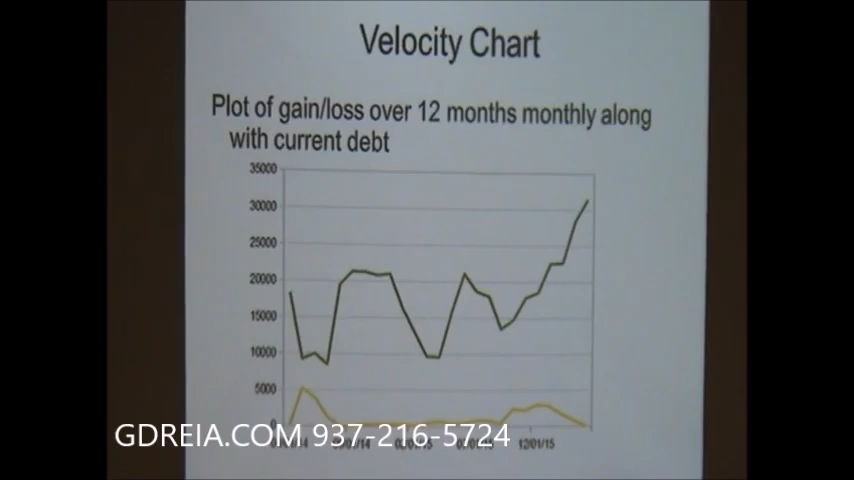 Velocity Chart
Plot of gain/loss over 12 months monthly along
with current debt
35000
30000
25000
20000
15000
10000
5000
0
GDREIA.COM 937-216-5724
12/01/15